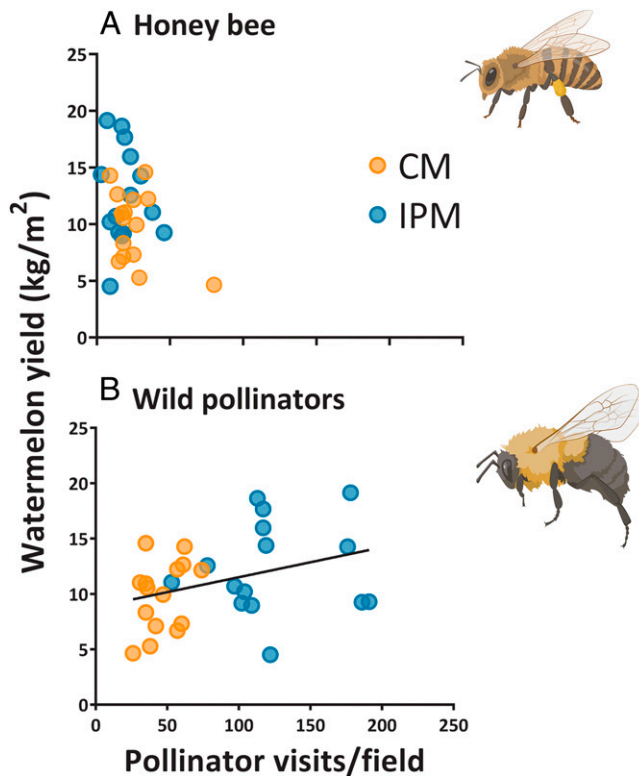 A Honey bee
25
20
15
10
5
0
CM
IPM
Watermelon yield (kg/m²)
B Wild pollinators
25
20
15
10
5
0
0 50 100 150 200 250
Pollinator visits/field